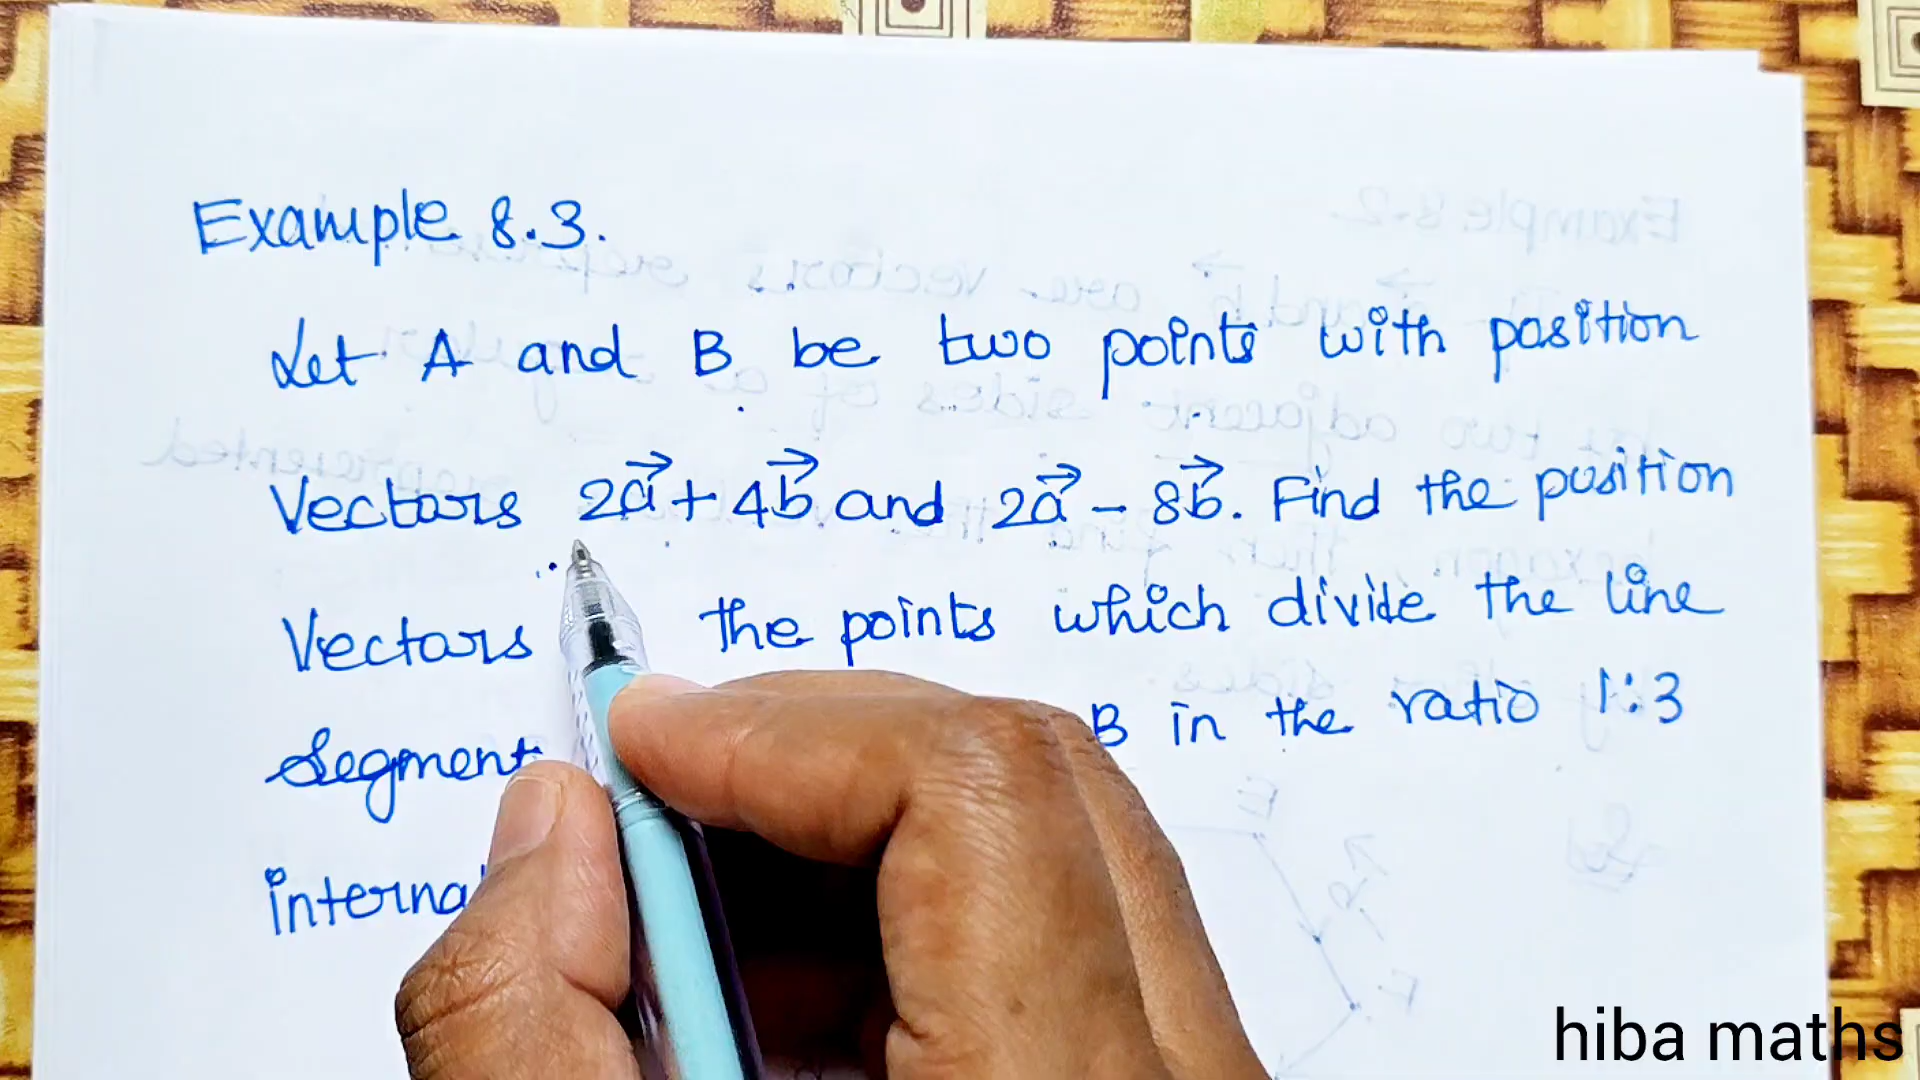 Example 8.3.
Let A and B be two points with position
Vectors 2a⃗ + 4b⃗ and 2a⃗ - 8b⃗. Find the position
Vectors the points which divide the line
Segment B in the ratio 1:3
hiba maths